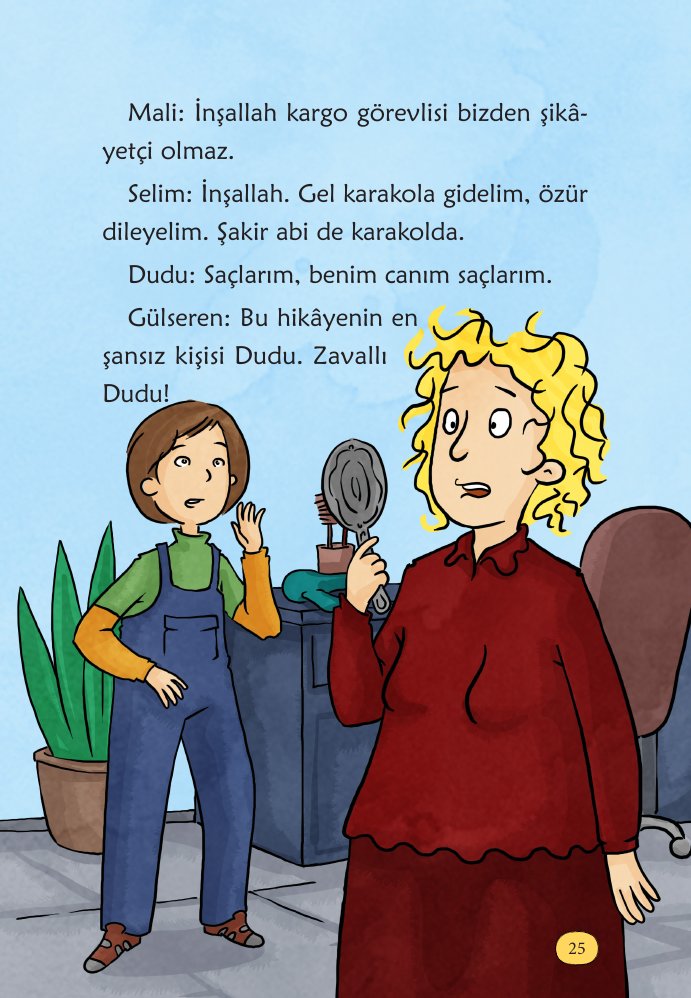 Mali: İnşallah kargo görevlisi bizden şikâ-
yetçi olmaz.
Selim: İnşallah. Gel karakola gidelim, özür
dileyelim. Şakir abi de karakolda.
Dudu: Saçlarım, benim canım saçlarım.
Gülseren: Bu hikâyenin en
şansız kişisi Dudu. Zavallı
Dudu!
25